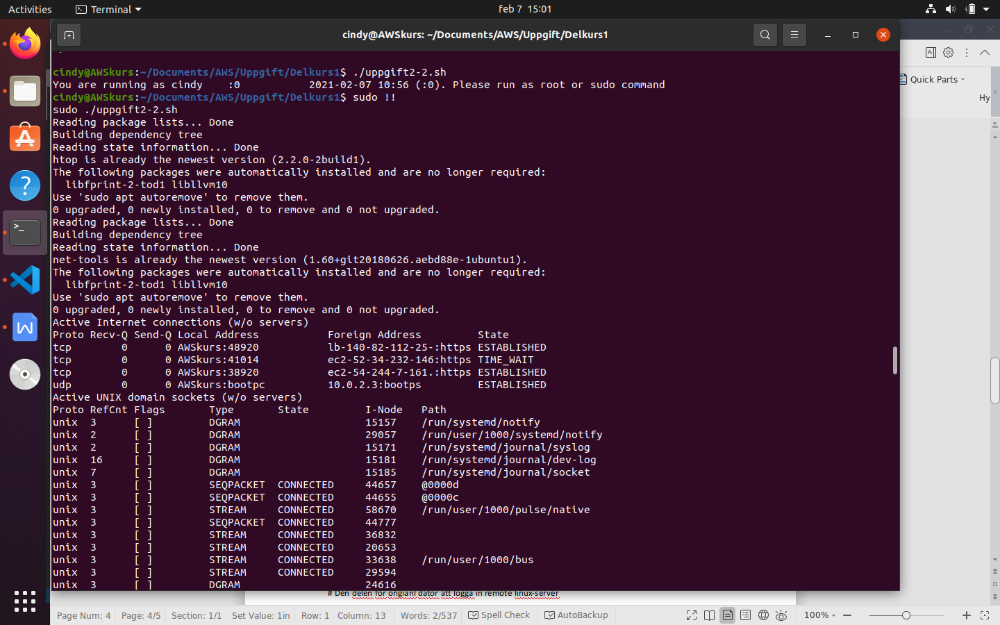 Activities Terminal feb 7 15:01
cindy@AWSkurs: ~/Documents/AWS/Uppgift/Delkurs1
cindy@AWSkurs:~/Documents/AWS/Uppgift/Delkurs1$ ./uppgift2-2.sh
You are running as cindy    :0           2021-02-07 10:56 (:0). Please run as root or sudo command
cindy@AWSkurs:~/Documents/AWS/Uppgift/Delkurs1$ sudo !!
sudo ./uppgift2-2.sh
Reading package lists... Done
Building dependency tree
Reading state information... Done
htop is already the newest version (2.2.0-2build1).
The following packages were automatically installed and are no longer required:
  libfprint-2-tod1 libllvm10
Use 'sudo apt autoremove' to remove them.
0 upgraded, 0 newly installed, 0 to remove and 0 not upgraded.
Reading package lists... Done
Building dependency tree
Reading state information... Done
net-tools is already the newest version (1.60+git20180626.aebd88e-1ubuntu1).
The following packages were automatically installed and are no longer required:
  libfprint-2-tod1 libllvm10
Use 'sudo apt autoremove' to remove them.
0 upgraded, 0 newly installed, 0 to remove and 0 not upgraded.
Active Internet connections (w/o servers)
Proto Recv-Q Send-Q Local Address           Foreign Address         State
tcp        0      0 AWSkurs:48920           lb-140-82-112-25-:https ESTABLISHED
tcp        0      0 AWSkurs:41014           ec2-52-34-232-146:https TIME_WAIT
tcp        0      0 AWSkurs:38920           ec2-54-244-7-161.:https ESTABLISHED
udp        0      0 AWSkurs:bootpc          10.0.2.3:bootps         ESTABLISHED
Active UNIX domain sockets (w/o servers)
Proto RefCnt Flags       Type       State         I-Node   Path
unix  3      [ ]         DGRAM                    15157    /run/systemd/notify
unix  2      [ ]         DGRAM                    29057    /run/user/1000/systemd/notify
unix  2      [ ]         DGRAM                    15171    /run/systemd/journal/syslog
unix  16     [ ]         DGRAM                    15181    /run/systemd/journal/dev-log
unix  7      [ ]         DGRAM                    15185    /run/systemd/journal/socket
unix  3      [ ]         SEQPACKET  CONNECTED     44657    @0000d
unix  3      [ ]         SEQPACKET  CONNECTED     44655    @0000c
unix  3      [ ]         STREAM     CONNECTED     58670    /run/user/1000/pulse/native
unix  3      [ ]         SEQPACKET  CONNECTED     44777
unix  3      [ ]         STREAM     CONNECTED     36832
unix  3      [ ]         STREAM     CONNECTED     20653
unix  3      [ ]         STREAM     CONNECTED     33638    /run/user/1000/bus
unix  3      [ ]         STREAM     CONNECTED     29594
unix  3      [ ]         DGRAM                    24616
Quick Parts
Hy
# Den delen för origianl dator att logga in remote linux-server
Page Num: 4 Page: 4/5 Section: 1/1 Set Value: 1in Row: 1 Column: 13 Words: 2/537 Spell Check AutoBackup 100%